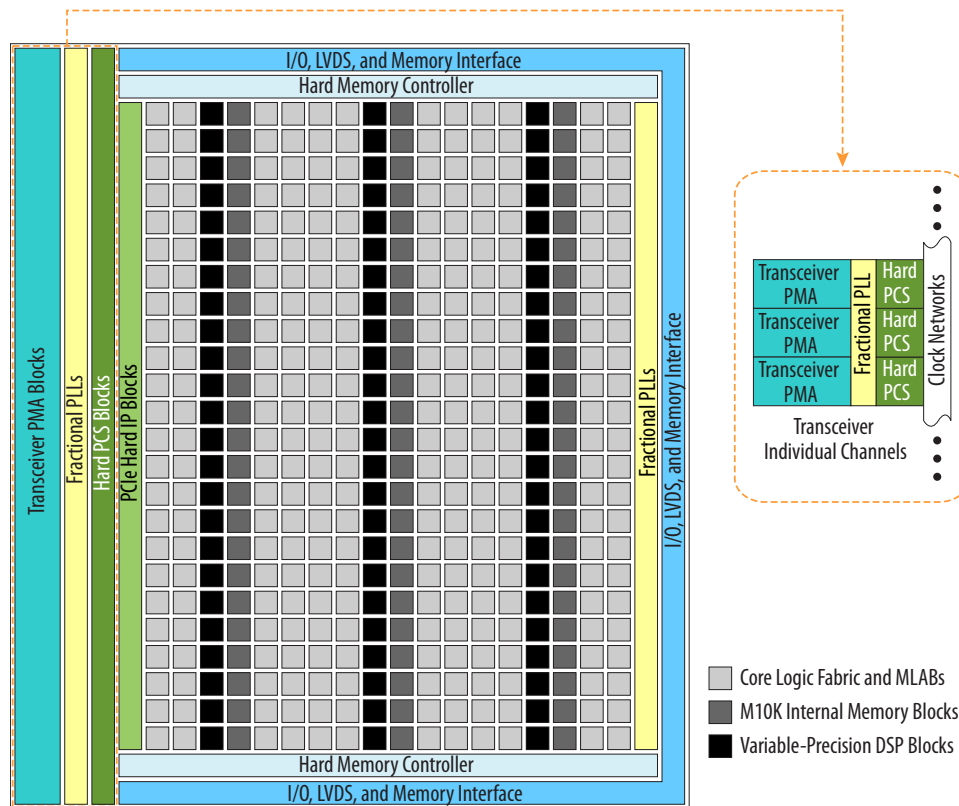 I/O, LVDS, and Memory Interface
Hard Memory Controller
Transceiver PMA Blocks
Fractional PLLs
Hard PCS Blocks
PCIe Hard IP Blocks
Fractional PLLs
I/O, LVDS, and Memory Interface
Hard Memory Controller
I/O, LVDS, and Memory Interface
Transceiver
PMA
Transceiver
PMA
Transceiver
PMA
Fractional PLL
Hard
PCS
Hard
PCS
Hard
PCS
Clock Networks
Transceiver
Individual Channels
Core Logic Fabric and MLABs
M10K Internal Memory Blocks
Variable-Precision DSP Blocks